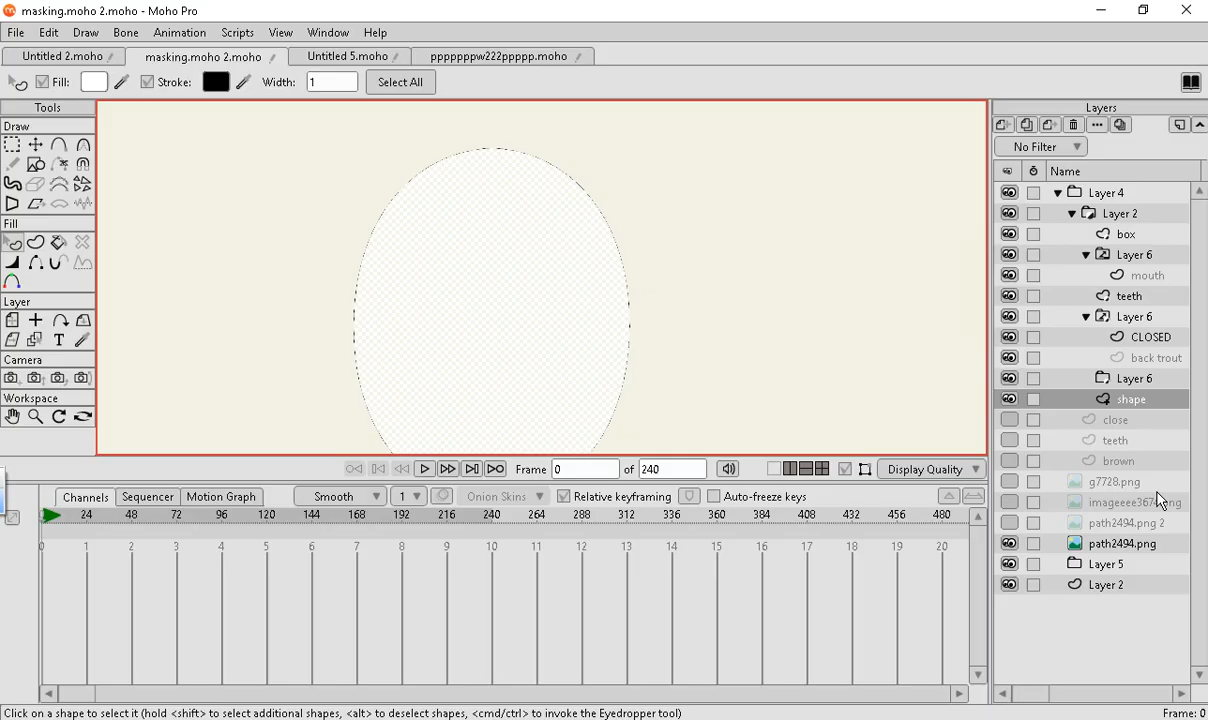 masking.moho 2.moho - Moho Pro
File Edit Draw Bone Animation Scripts View Window Help
Untitled 2.moho masking.moho 2.moho Untitled 5.moho pppppppw222ppppp.moho
Fill: Stroke: Width: 1 Select All
Tools
Draw
Fill
Layer
Camera
Workspace
Layers
No Filter
Name
Layer 4
Layer 2
box
Layer 6
mouth
teeth
Layer 6
CLOSED
back trout
Layer 6
shape
close
teeth
brown
g7728.png
path2494.png 2
path2494.png
Layer 5
Layer 2
Frame 0 of 240 Display Quality
Channels Sequencer Motion Graph Smooth 1 Onion Skins Relative keyframing Auto-freeze keys
24 48 72 96 120 144 168 192 216 240 264 288 312 336 360 384 408 432 456 480
0 1 2 3 4 5 6 7 8 9 10 11 12 13 14 15 16 17 18 19 20
Click on a shape to select it (hold <shift> to select additional shapes, <alt> to deselect shapes, <cmd/ctrl> to invoke the Eyedropper tool) Frame: 0